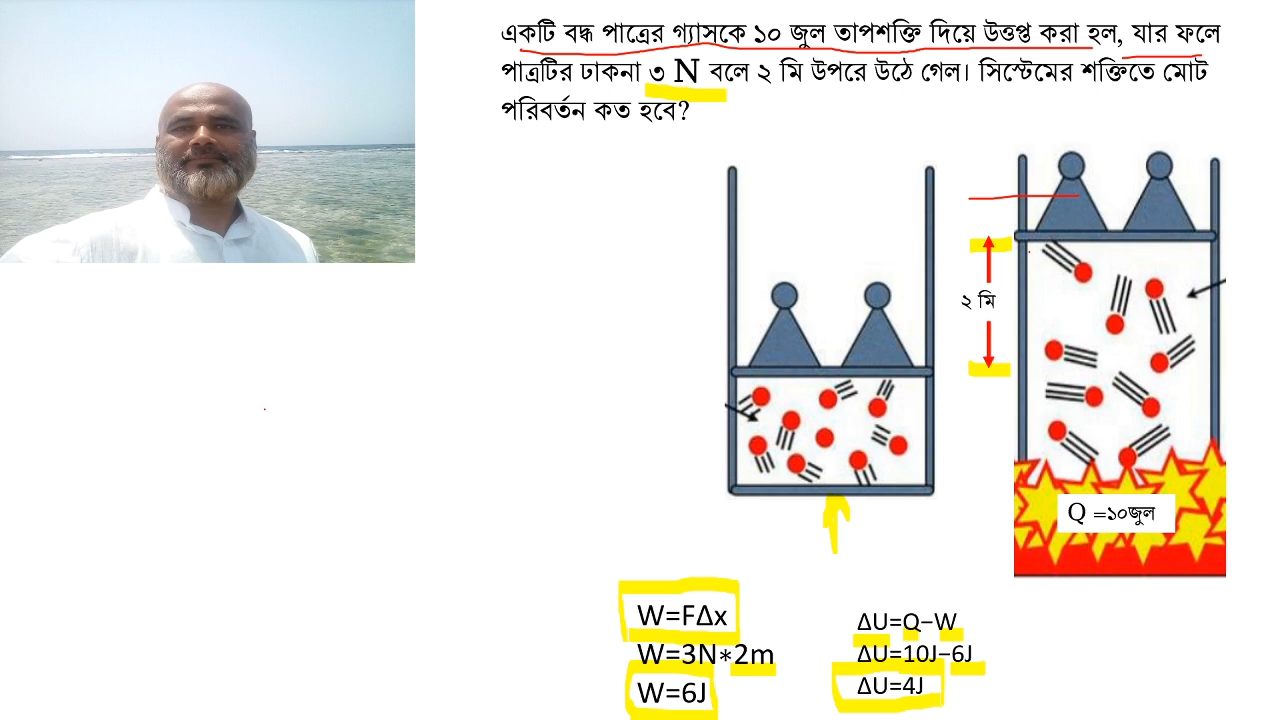 একটি বদ্ধ পাত্রের গ্যাসকে ১০ জুল তাপশক্তি দিয়ে উত্তপ্ত করা হল, যার ফলে
পাত্রটির ঢাকনা ৩ N বলে ২ মি উপরে উঠে গেল। সিস্টেমের শক্তিতে মোট
পরিবর্তন কত হবে?
২ মি
Q =১০জুল
W=FΔx
W=3N*2m
W=6J
ΔU=Q−W
ΔU=10J−6J
ΔU=4J